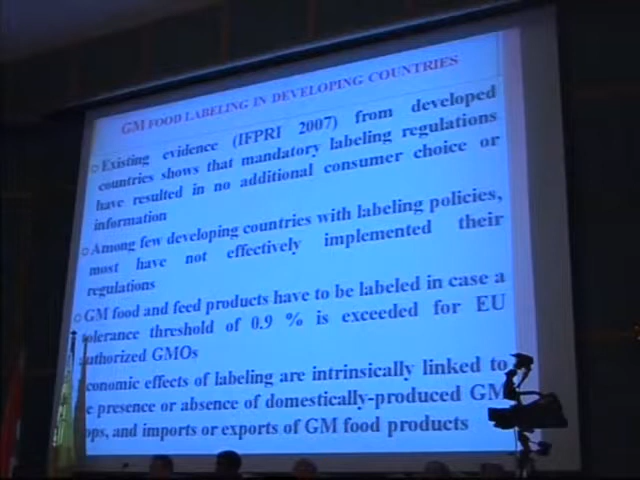 GM FOOD LABELING IN DEVELOPING COUNTRIES
Existing evidence (IFPRI 2007) from developed
countries shows that mandatory labeling regulations
have resulted in no additional consumer choice or
information
Among few developing countries with labeling policies,
most have not effectively implemented their
regulations
GM food and feed products have to be labeled in case a
tolerance threshold of 0.9 % is exceeded for EU
authorized GMOs
conomic effects of labeling are intrinsically linked to
e presence or absence of domestically-produced GM
ops, and imports or exports of GM food products